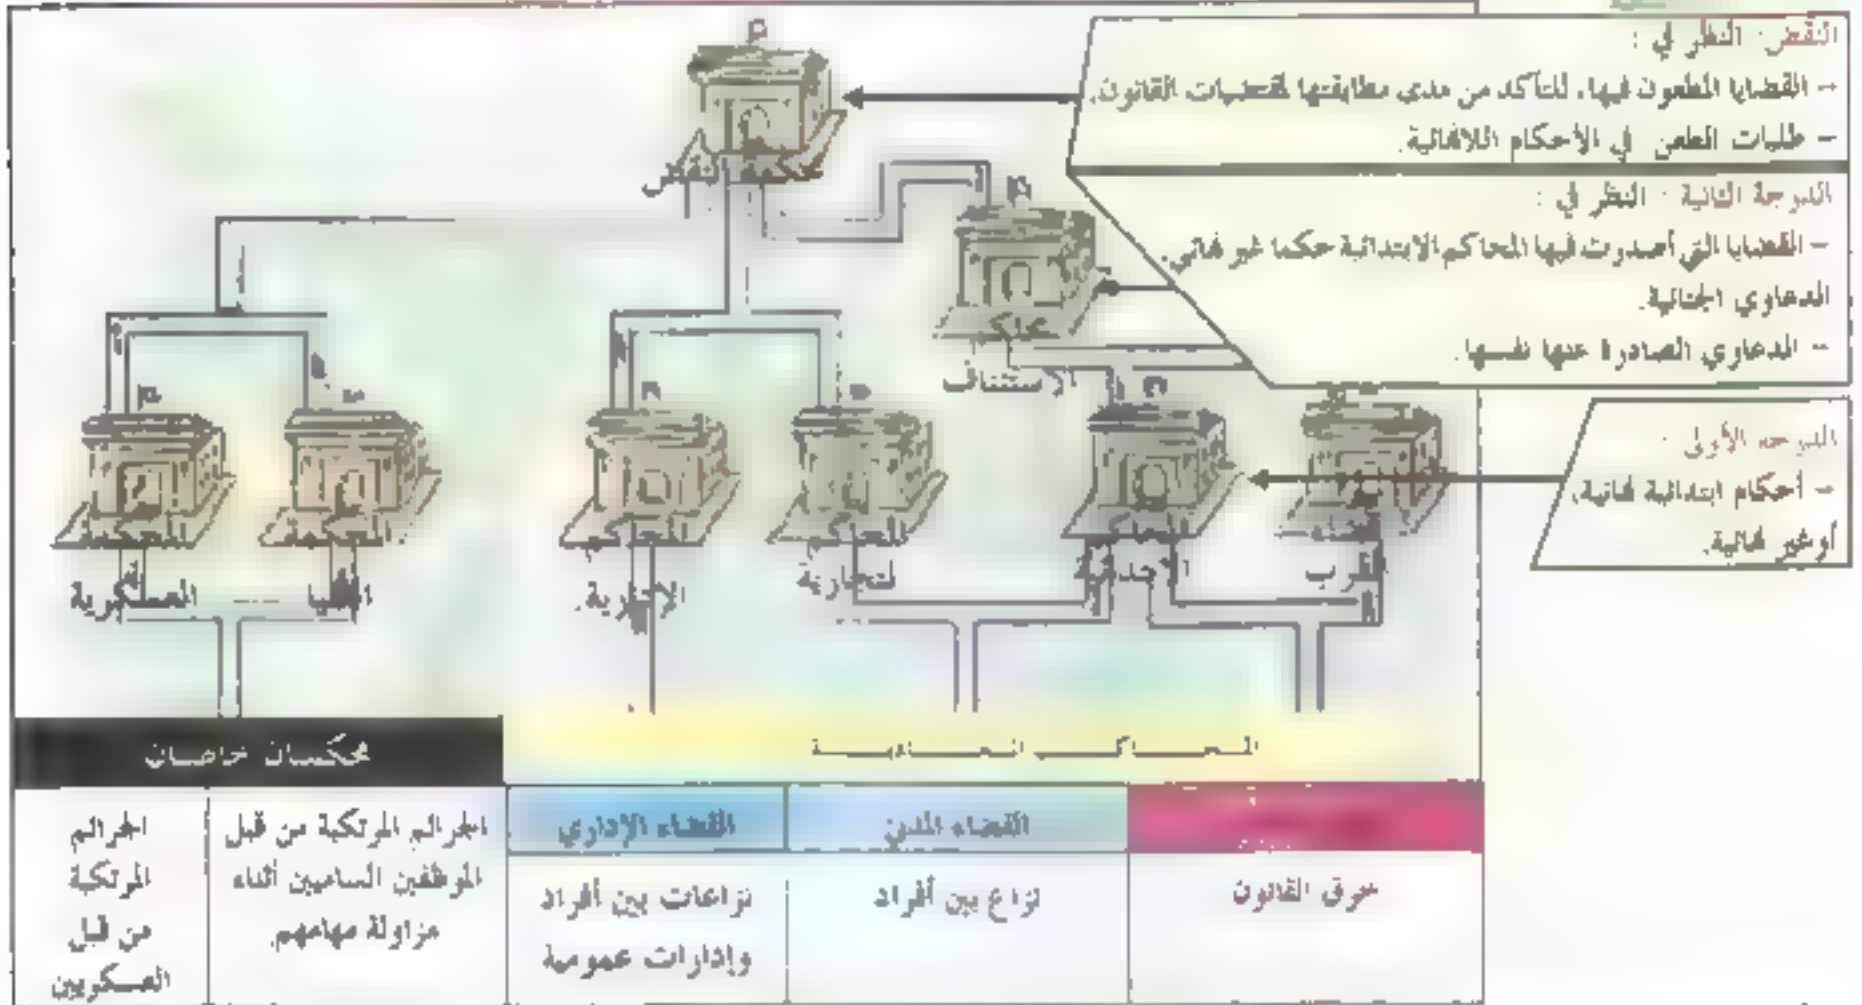 النقض: النظر في :
- القضايا المطعون فيها، للتأكد من مدى مطابقتها لمقتضيات القانون.
- طلبات الطعن في الأحكام اللانهائية.
الدرجة الثانية : النظر في :
- القضايا التي أصدرت فيها المحاكم الابتدائية حكما غير نهائي.
الدعاوي الجنائية.
- الدعاوي الصادرة عنها نفسها.
الدرجة الأولى :
- أحكام ابتدائية نهائية،
أو غير نهائية.
النقض
محاكم
الاستئناف
القرب
المحاكم
الابتدائية
المحاكم
التجارية
المحاكم
الإدارية
المحكمة
العليا
المحكمة
العسكرية
المحاكم العادية
محكمتان خاصتان
القضاء المدني
القضاء الإداري
خرق القانون
نزاع بين أفراد
نزاعات بين أفراد
وإدارات عمومية
الجرائم المرتكبة من قبل
الموظفين الساميين أثناء
مزاولة مهامهم
الجرائم
المرتكبة
من قبل
العسكريين